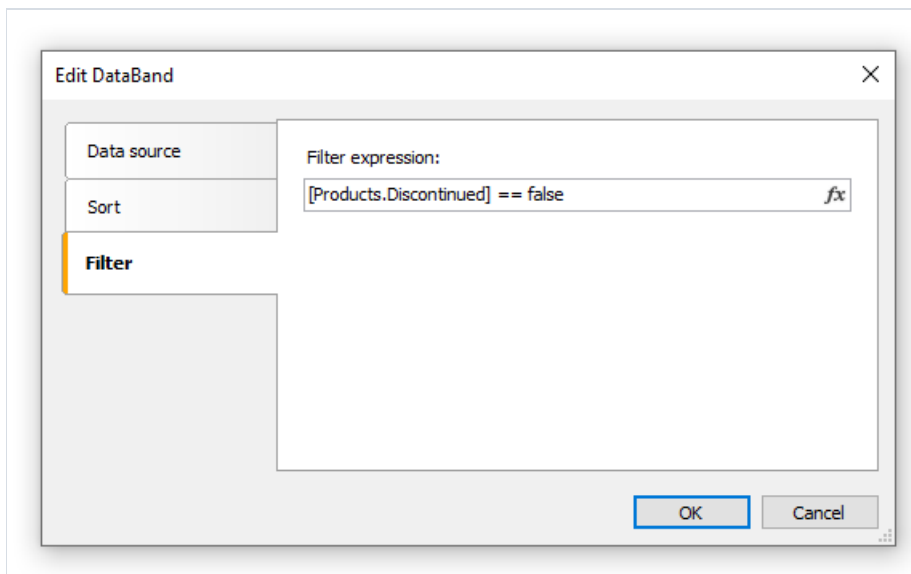 Edit DataBand
Data source
Sort
Filter
Filter expression:
[Products.Discontinued] == false
fx
OK
Cancel